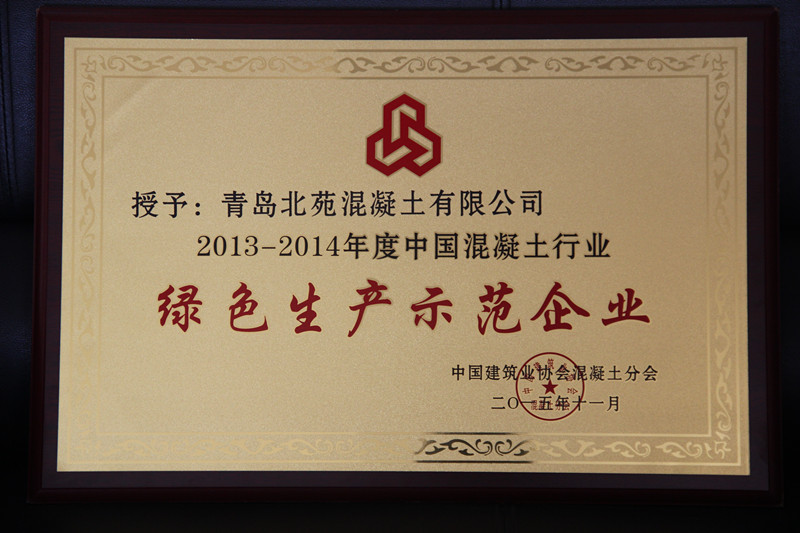 授予：青岛北苑混凝土有限公司
2013-2014年度中国混凝土行业
绿色生产示范企业
中国建筑业协会混凝土分会
二〇一五年十一月